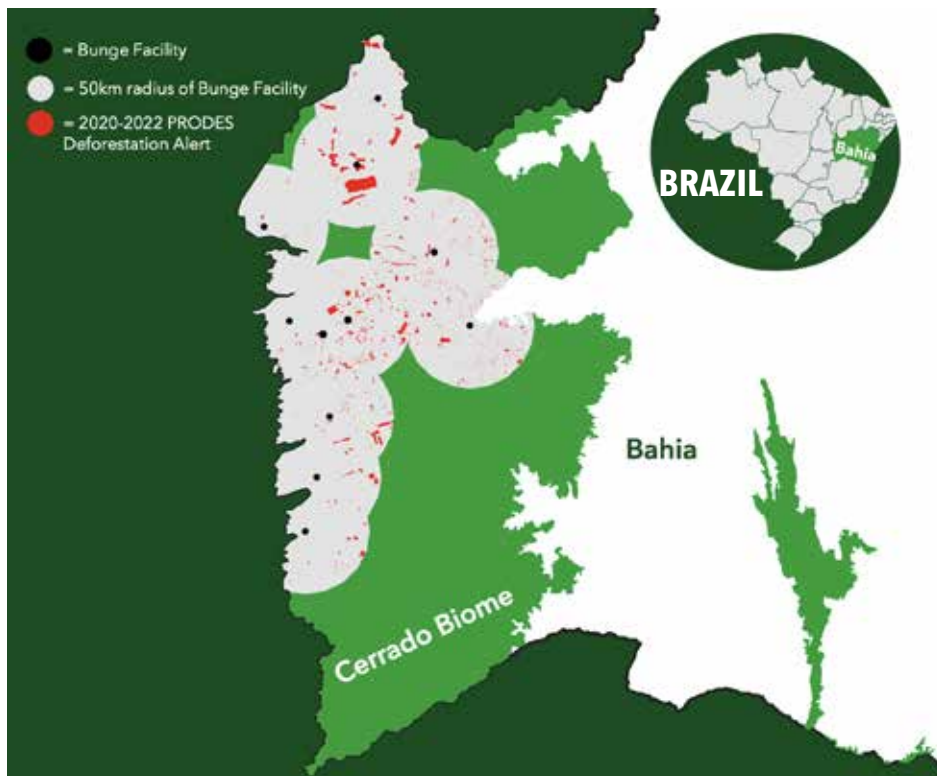 = Bunge Facility
= 50km radius of Bunge Facility
= 2020-2022 PRODES
Deforestation Alert
Bahia
BRAZIL
Bahia
Cerrado Biome